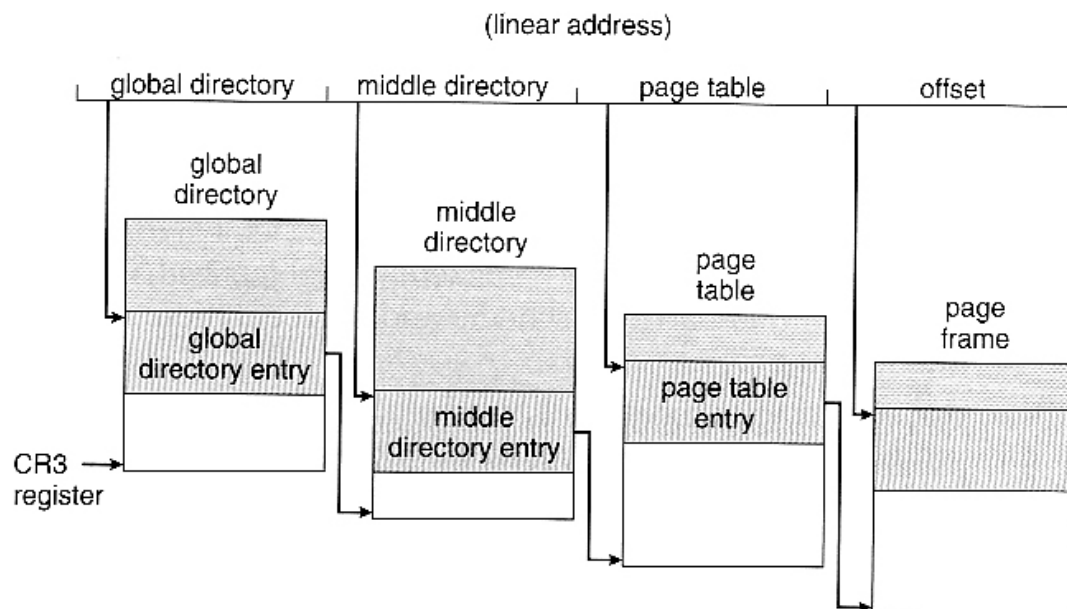 (linear address)
global directory
middle directory
page table
offset
global
directory
middle
directory
page
table
page
frame
global
directory entry
page table
entry
middle
directory entry
CR3
register